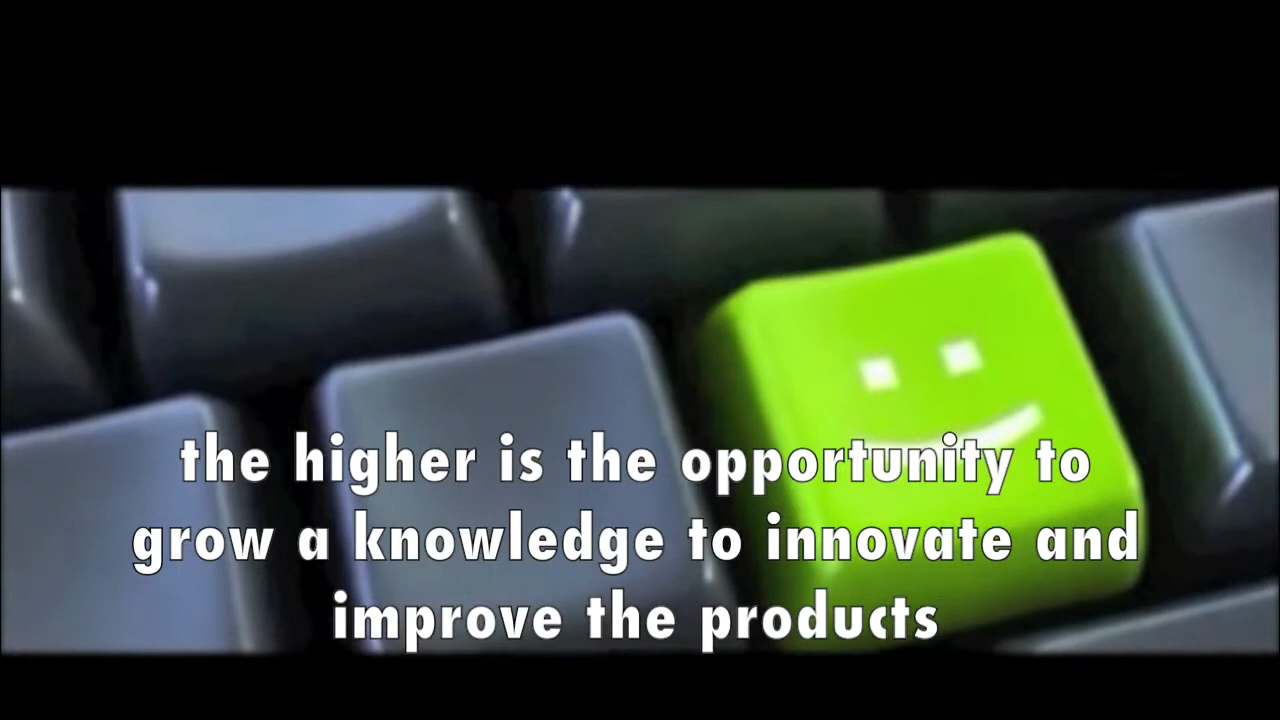 the higher is the opportunity to
grow a knowledge to innovate and
improve the products